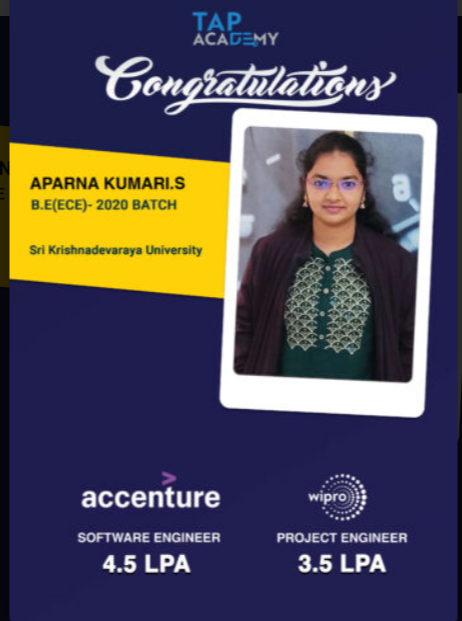 TAP
ACADEMY
Congratulations
APARNA KUMARI.S
B.E(ECE)- 2020 BATCH
Sri Krishnadevaraya University
accenture
SOFTWARE ENGINEER
4.5 LPA
wipro
PROJECT ENGINEER
3.5 LPA